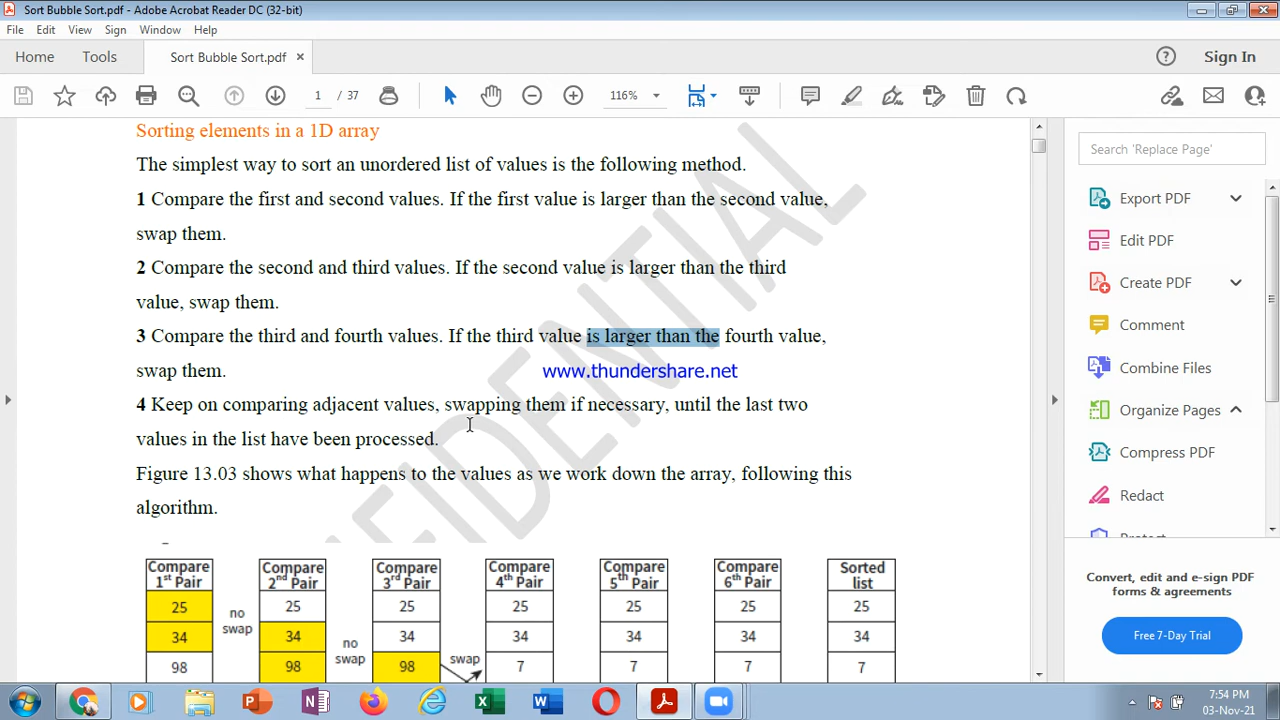 Sort Bubble Sort.pdf - Adobe Acrobat Reader DC (32-bit)
File Edit View Sign Window Help
Home Tools Sort Bubble Sort.pdf × Sign In
1 / 37 116%
Sorting elements in a 1D array
The simplest way to sort an unordered list of values is the following method.
1 Compare the first and second values. If the first value is larger than the second value,
swap them.
2 Compare the second and third values. If the second value is larger than the third
value, swap them.
3 Compare the third and fourth values. If the third value is larger than the fourth value,
swap them.
www.thundershare.net
4 Keep on comparing adjacent values, swapping them if necessary, until the last two
values in the list have been processed.
Figure 13.03 shows what happens to the values as we work down the array, following this
algorithm.
Compare 1st Pair
25
34
98
no swap
Compare 2nd Pair
25
34
98
no swap
Compare 3rd Pair
25
34
98
swap
Compare 4th Pair
25
34
7
Compare 5th Pair
25
34
7
Compare 6th Pair
25
34
7
Sorted list
25
34
7
Search 'Replace Page'
Export PDF
Edit PDF
Create PDF
Comment
Combine Files
Organize Pages
Compress PDF
Redact
Protect
Convert, edit and e-sign PDF
forms & agreements
Free 7-Day Trial
7:54 PM
03-Nov-21